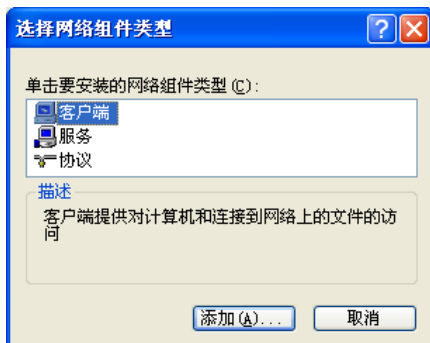 选择网络组件类型
单击要安装的网络组件类型(C):
客户端
服务
协议
描述
客户端提供对计算机和连接到网络上的文件的访
问
添加(A)... 取消